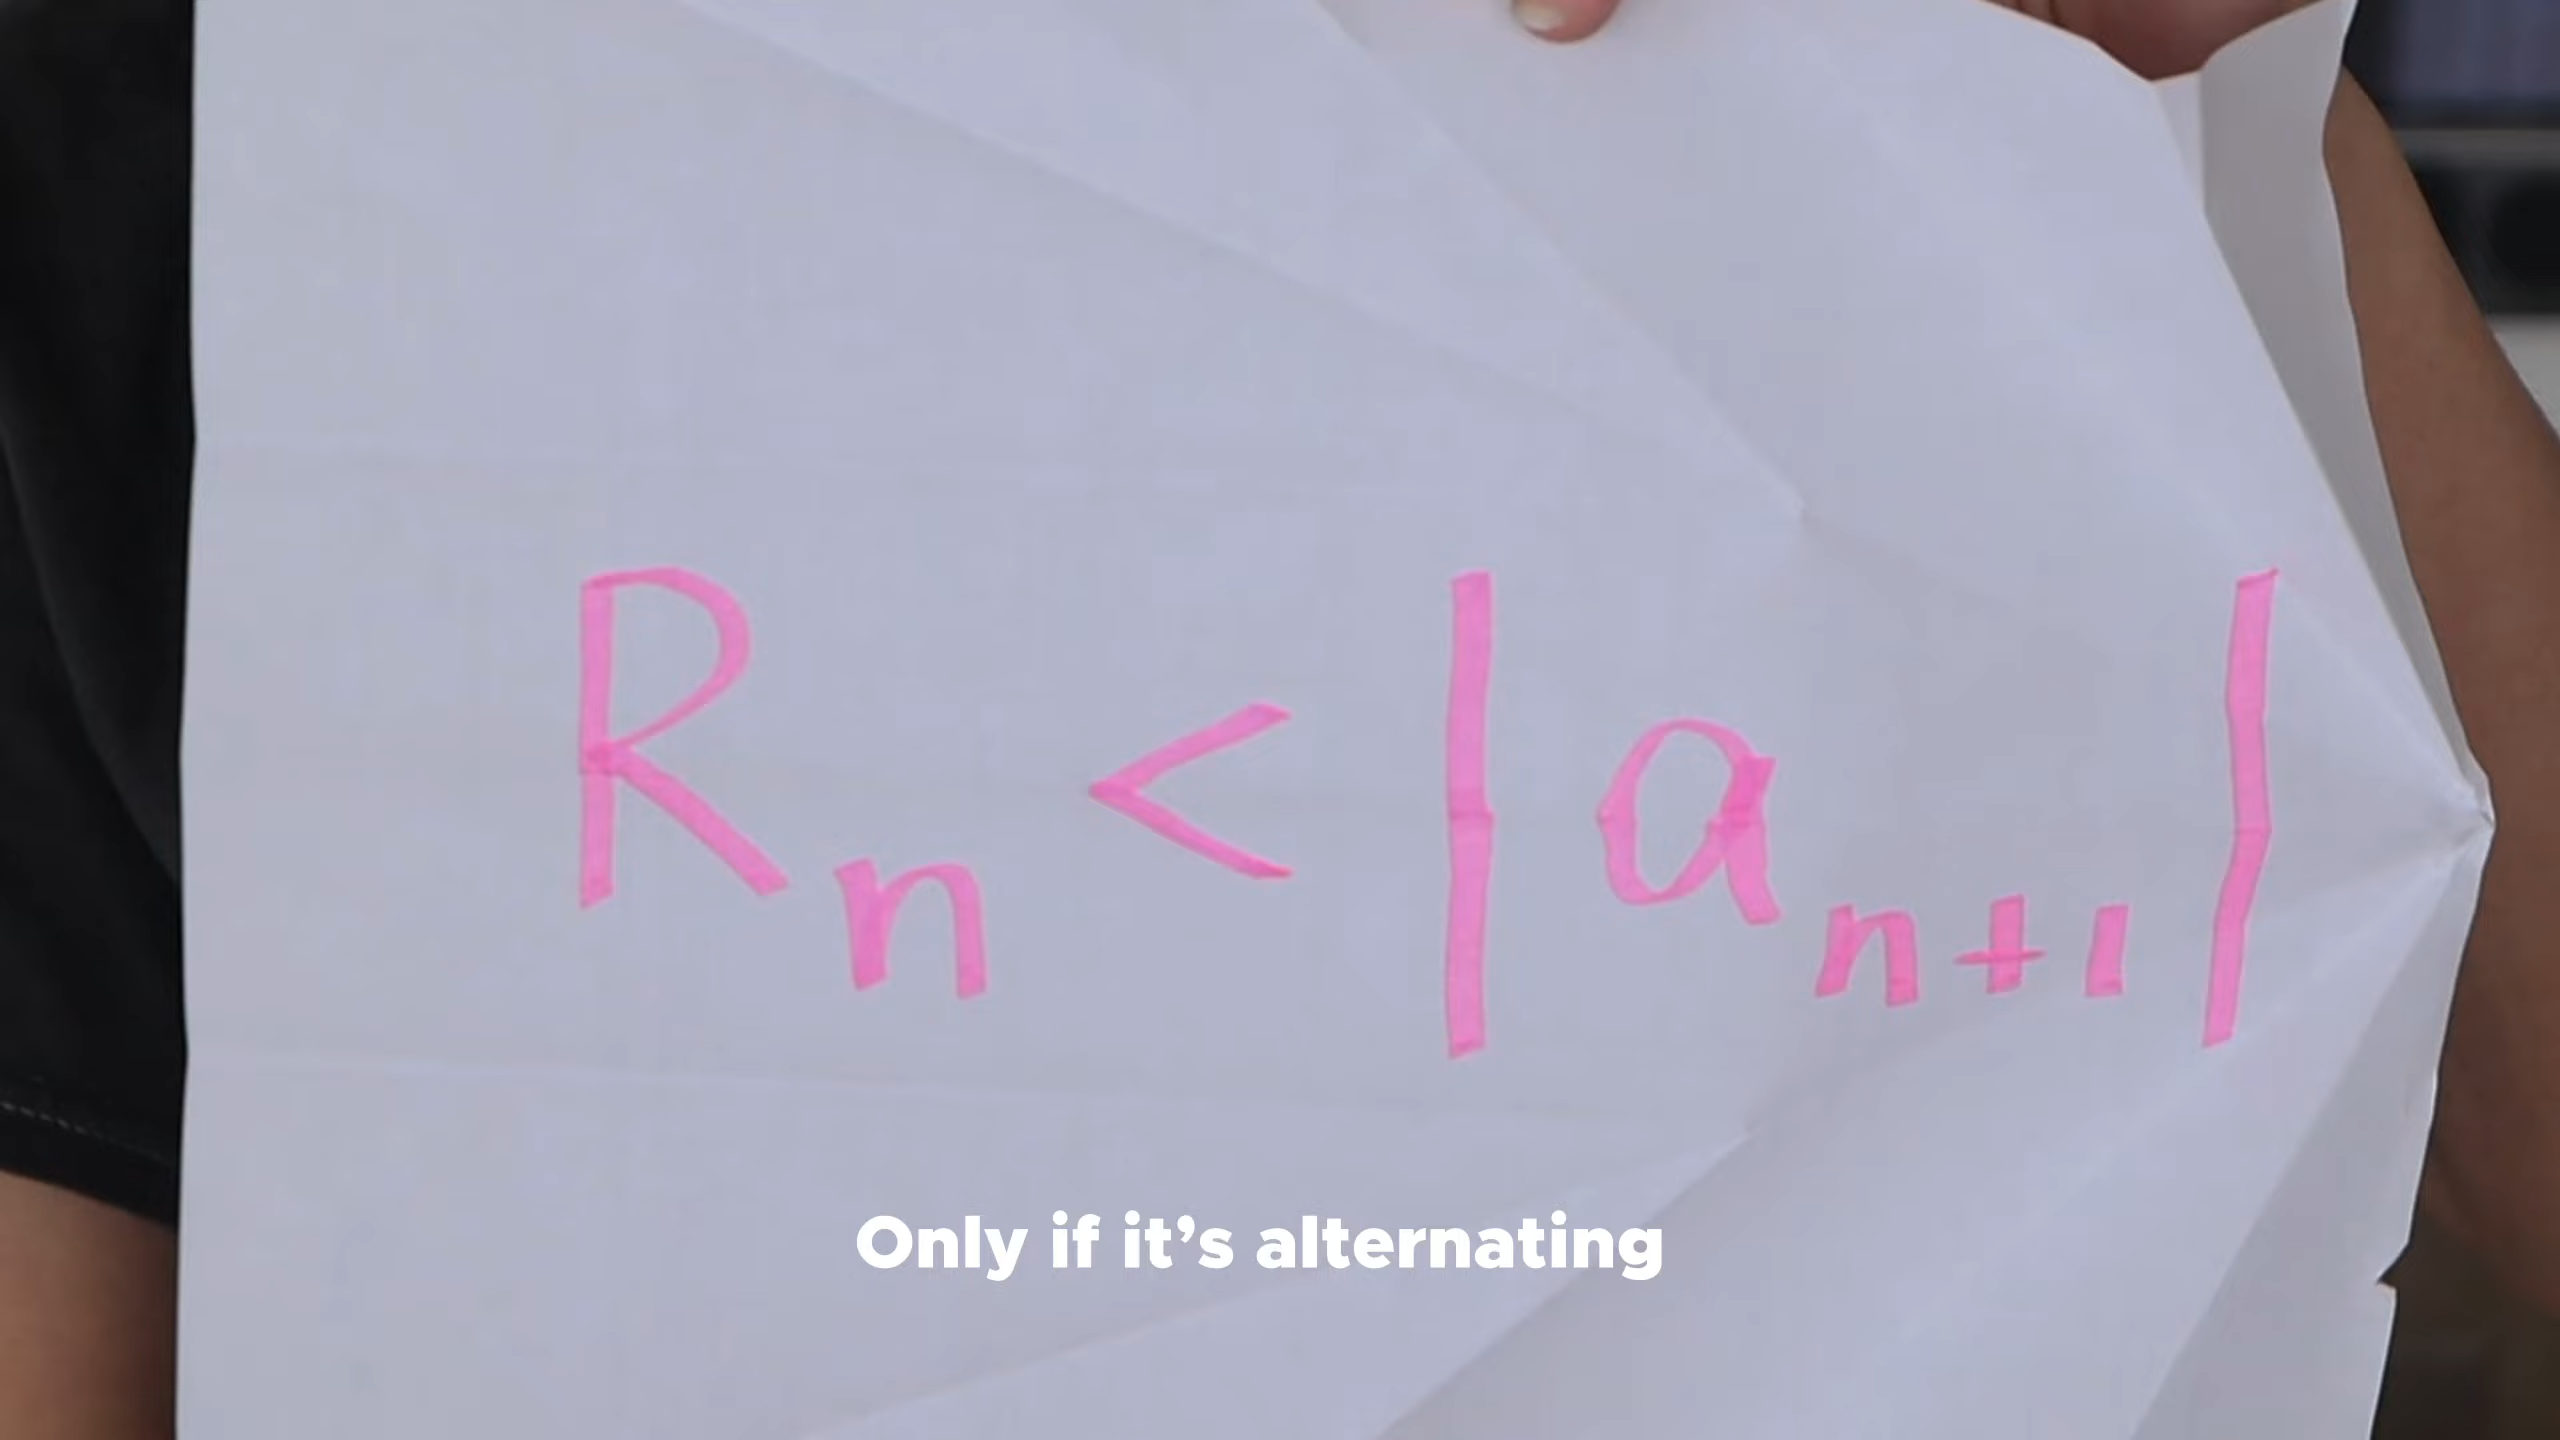 Rₙ < | aₙ₊₁ |
Only if it’s alternating